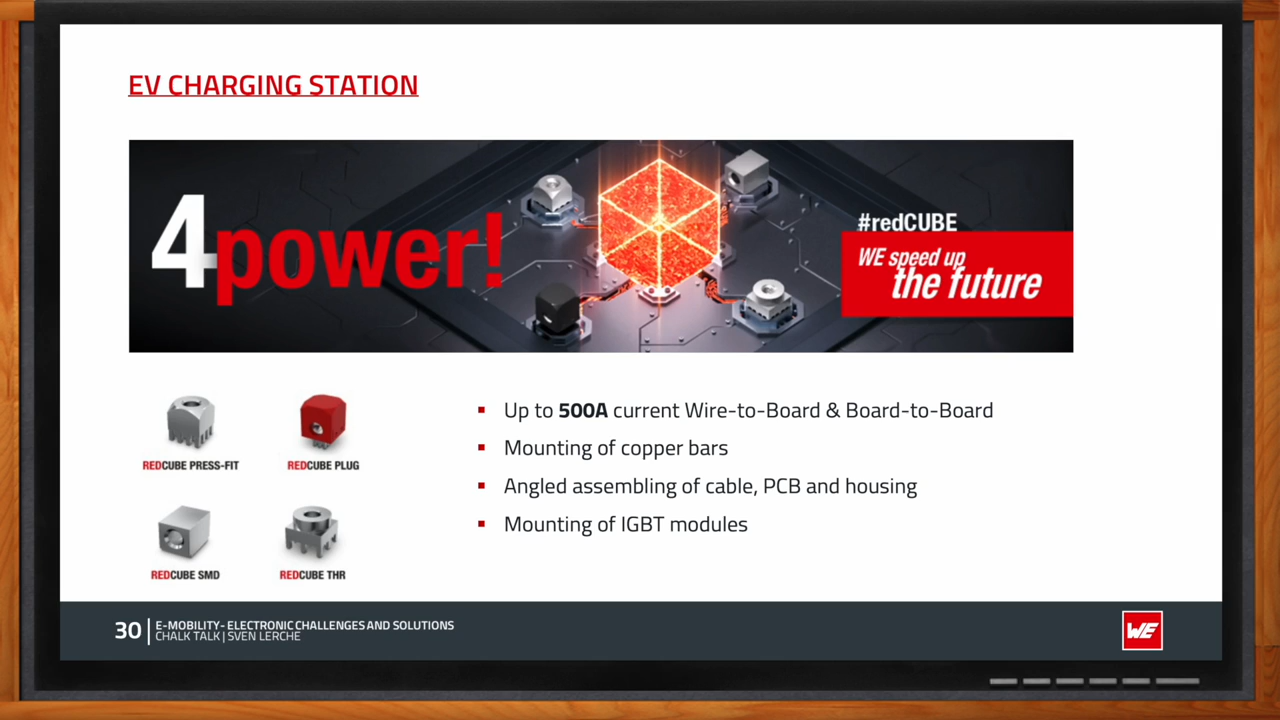 EV CHARGING STATION
4power!
#redCUBE
WE speed up
the future
REDCUBE PRESS-FIT
REDCUBE PLUG
REDCUBE SMD
REDCUBE THR
Up to 500A current Wire-to-Board & Board-to-Board
Mounting of copper bars
Angled assembling of cable, PCB and housing
Mounting of IGBT modules
30
E-MOBILITY- ELECTRONIC CHALLENGES AND SOLUTIONS
CHALK TALK | SVEN LERCHE
WE